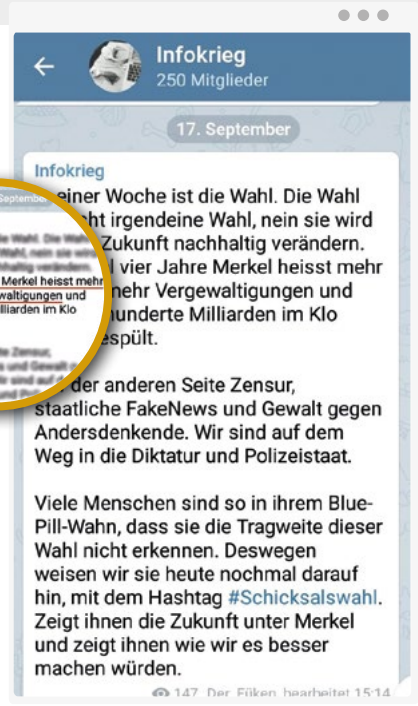 Infokrieg
250 Mitglieder
17. September
Infokrieg
einer Woche ist die Wahl. Die Wahl
irgendeine Wahl, nein sie wird
Zukunft nachhaltig verändern.
vier Jahre Merkel heisst mehr
mehr Vergewaltigungen und
hunderte Milliarden im Klo
September
Merkel heisst mehr
waltigungen und
lliarden im Klo
der anderen Seite Zensur,
staatliche FakeNews und Gewalt gegen
Andersdenkende. Wir sind auf dem
Weg in die Diktatur und Polizeistaat.
Viele Menschen sind so in ihrem Blue-
Pill-Wahn, dass sie die Tragweite dieser
Wahl nicht erkennen. Deswegen
weisen wir sie heute nochmal darauf
hin, mit dem Hashtag #Schicksalswahl.
Zeigt ihnen die Zukunft unter Merkel
und zeigt ihnen wie wir es besser
machen würden.
147 Der_Füken, bearbeitet 15:14